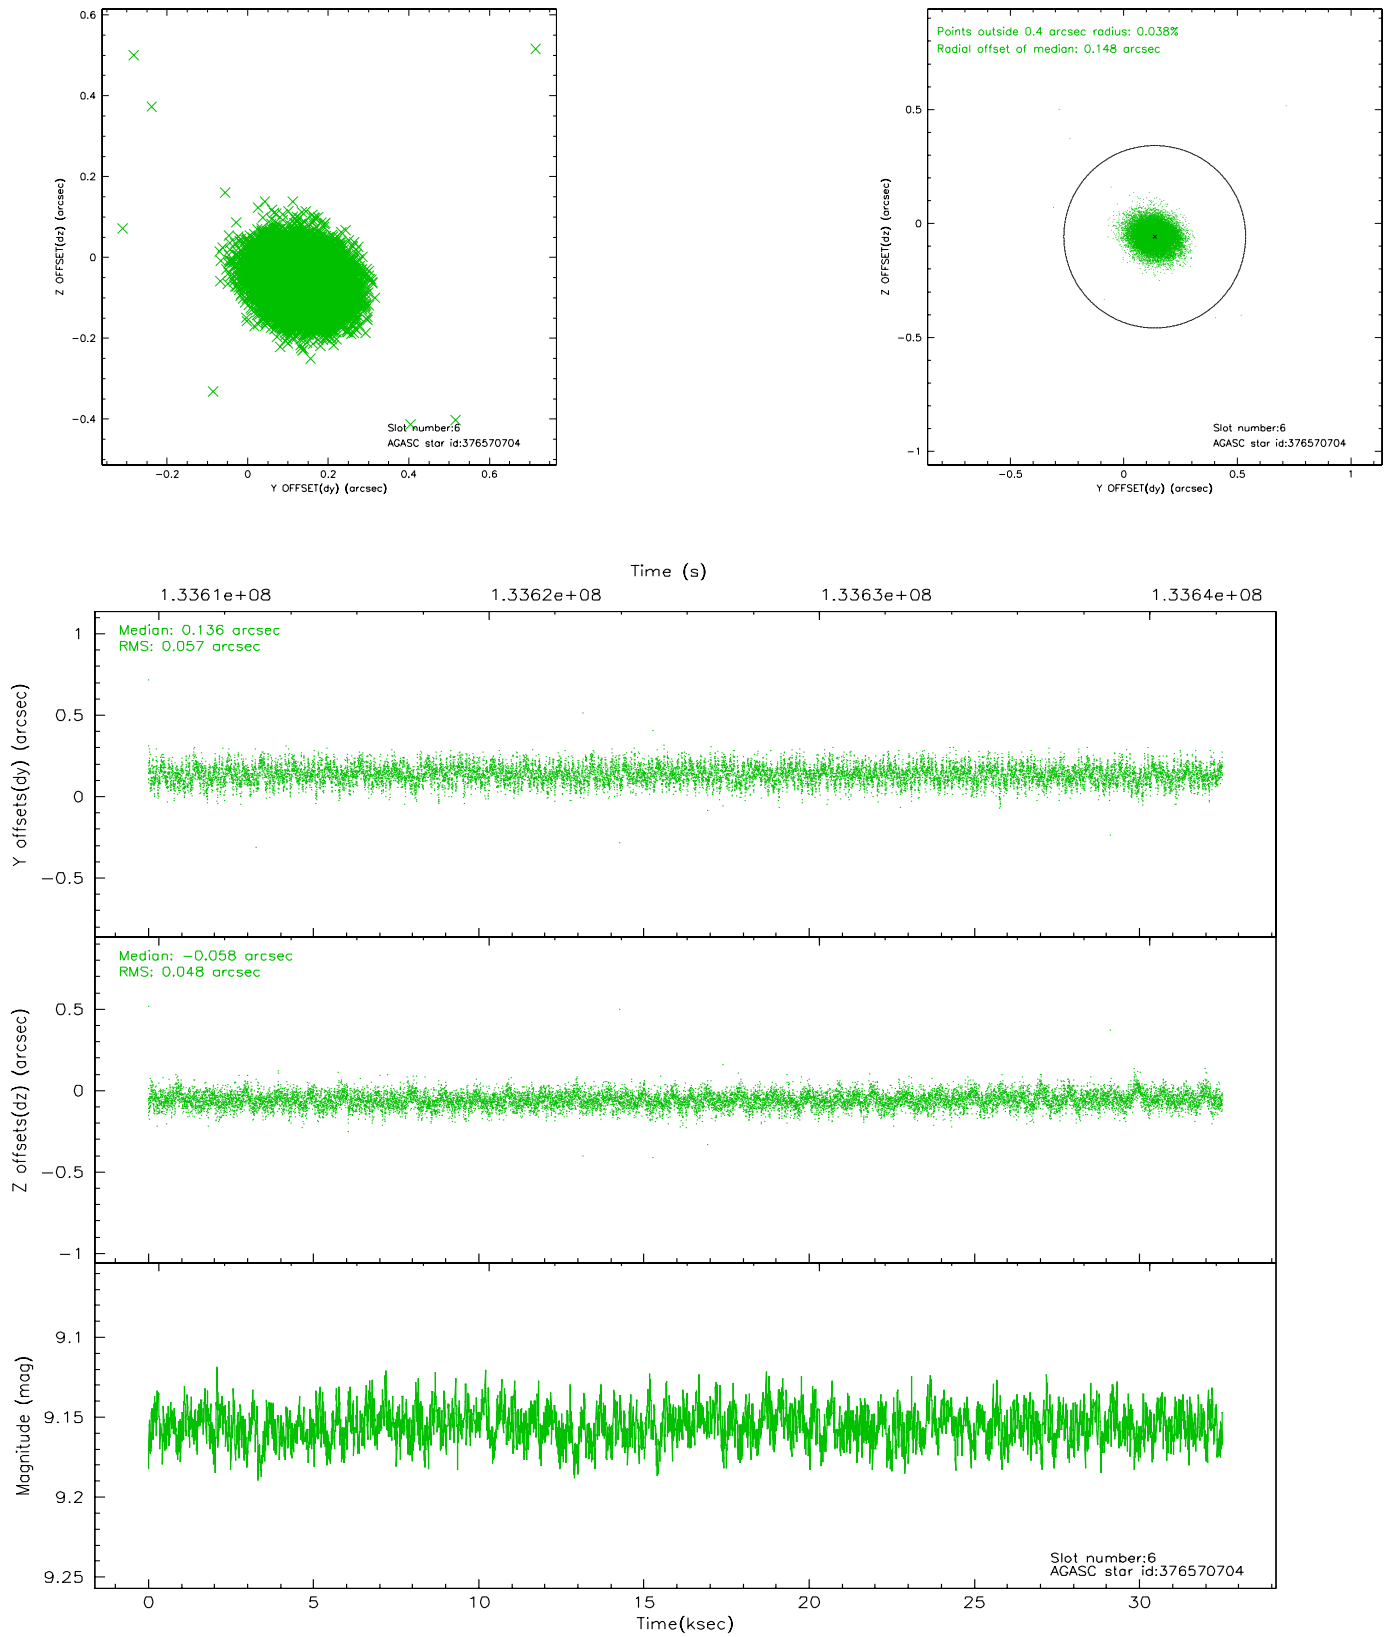 0.6
0.4
0.2
0
−0.2
−0.4
Z OFFSET(dz) (arcsec)
Slot number:6
AGASC star id:376570704
−0.2
0
0.2
0.4
0.6
Y OFFSET(dy) (arcsec)
Points outside 0.4 arcsec radius: 0.038%
Radial offset of median: 0.148 arcsec
0.5
0
−0.5
−1
Z OFFSET(dz) (arcsec)
Slot number:6
AGASC star id:376570704
−0.5
0
0.5
1
Y OFFSET(dy) (arcsec)
Time (s)
1.3361e+08
1.3362e+08
1.3363e+08
1.3364e+08
Median: 0.136 arcsec
RMS: 0.057 arcsec
1
0.5
0
−0.5
Y offsets(dy) (arcsec)
Median: −0.058 arcsec
RMS: 0.048 arcsec
0.5
0
−0.5
−1
Z offsets(dz) (arcsec)
9.1
9.15
9.2
9.25
Magnitude (mag)
Slot number:6
AGASC star id:376570704
0
5
10
15
20
25
30
Time(ksec)